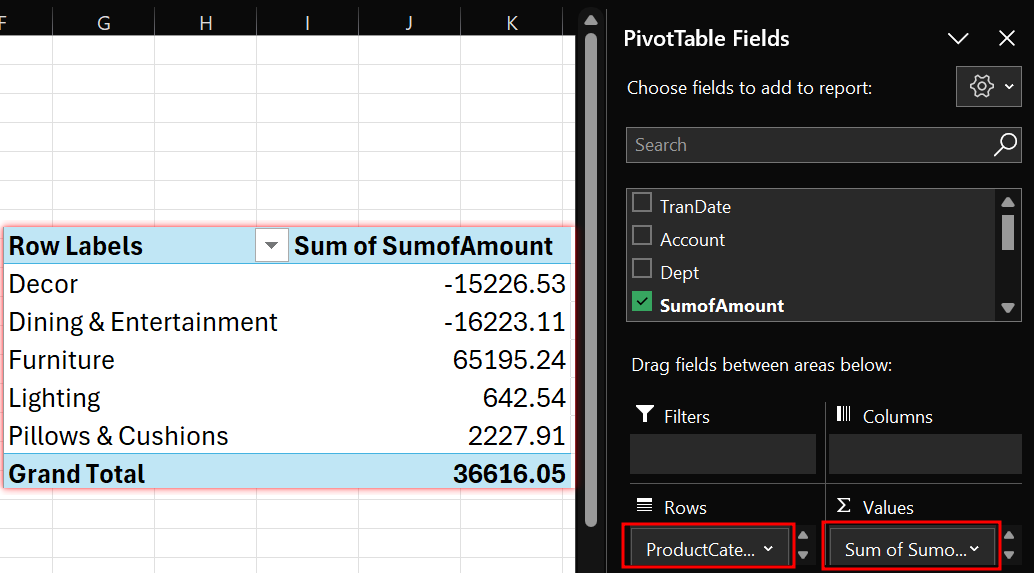 F G H I J K
Row Labels Sum of SumofAmount
Decor -15226.53
Dining & Entertainment -16223.11
Furniture 65195.24
Lighting 642.54
Pillows & Cushions 2227.91
Grand Total 36616.05
PivotTable Fields
Choose fields to add to report:
Search
TranDate
Account
Dept
SumofAmount
Drag fields between areas below:
Filters Columns
Rows Σ Values
ProductCate... Sum of Sumo...